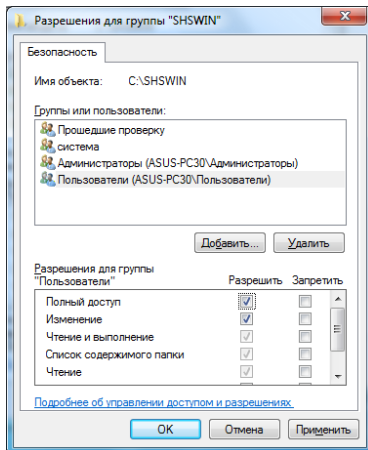 Разрешения для группы "SHSWIN"
Безопасность
Имя объекта: C:\SHSWIN
Группы или пользователи:
Прошедшие проверку
система
Администраторы (ASUS-PC30\Администраторы)
Пользователи (ASUS-PC30\Пользователи)
Добавить... Удалить
Разрешения для группы
"Пользователи" Разрешить Запретить
Полный доступ
Изменение
Чтение и выполнение
Список содержимого папки
Чтение
Подробнее об управлении доступом и разрешениях
OK Отмена Применить